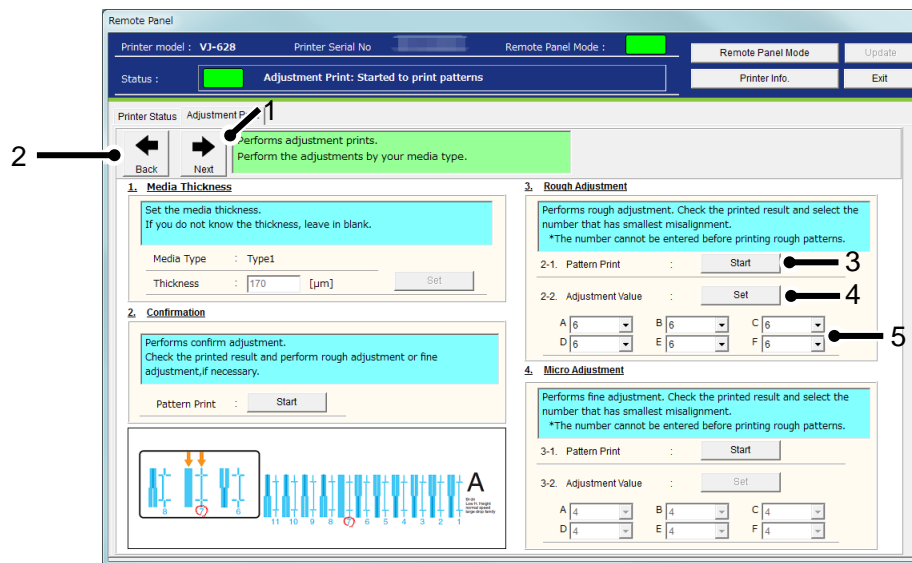 Remote Panel
Printer model : VJ-628 Printer Serial No Remote Panel Mode : Remote Panel Mode Update
Status : Adjustment Print: Started to print patterns Printer Info. Exit
Printer Status Adjustment P
1
2
Back
Next
Performs adjustment prints.
Perform the adjustments by your media type.
1. Media Thickness
Set the media thickness.
If you do not know the thickness, leave in blank.
Media Type : Type1
Thickness : 170 [μm] Set
2. Confirmation
Performs confirm adjustment.
Check the printed result and perform rough adjustment or fine
adjustment,if necessary.
Pattern Print : Start
8 7 6
11 10 9 8 7 6 5 4 3 2 1
A
Bi-dir
Low Ft. Height
normal speed
large drop family
3. Rough Adjustment
Performs rough adjustment. Check the printed result and select the
number that has smallest misalignment.
*The number cannot be entered before printing rough patterns.
2-1. Pattern Print : Start
3
2-2. Adjustment Value : Set
4
A 6 B 6 C 6
D 6 E 6 F 6
5
4. Micro Adjustment
Performs fine adjustment. Check the printed result and select the
number that has smallest misalignment.
*The number cannot be entered before printing rough patterns.
3-1. Pattern Print : Start
3-2. Adjustment Value : Set
A 4 B 4 C 4
D 4 E 4 F 4